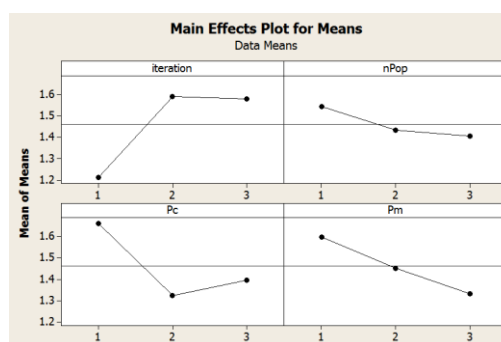 Main Effects Plot for Means
Data Means
iteration nPop
1.6
1.5
1.4
1.3
1.2
1 2 3 1 2 3
Pc Pm
1.6
1.5
1.4
1.3
1.2
1 2 3 1 2 3
Mean of Means